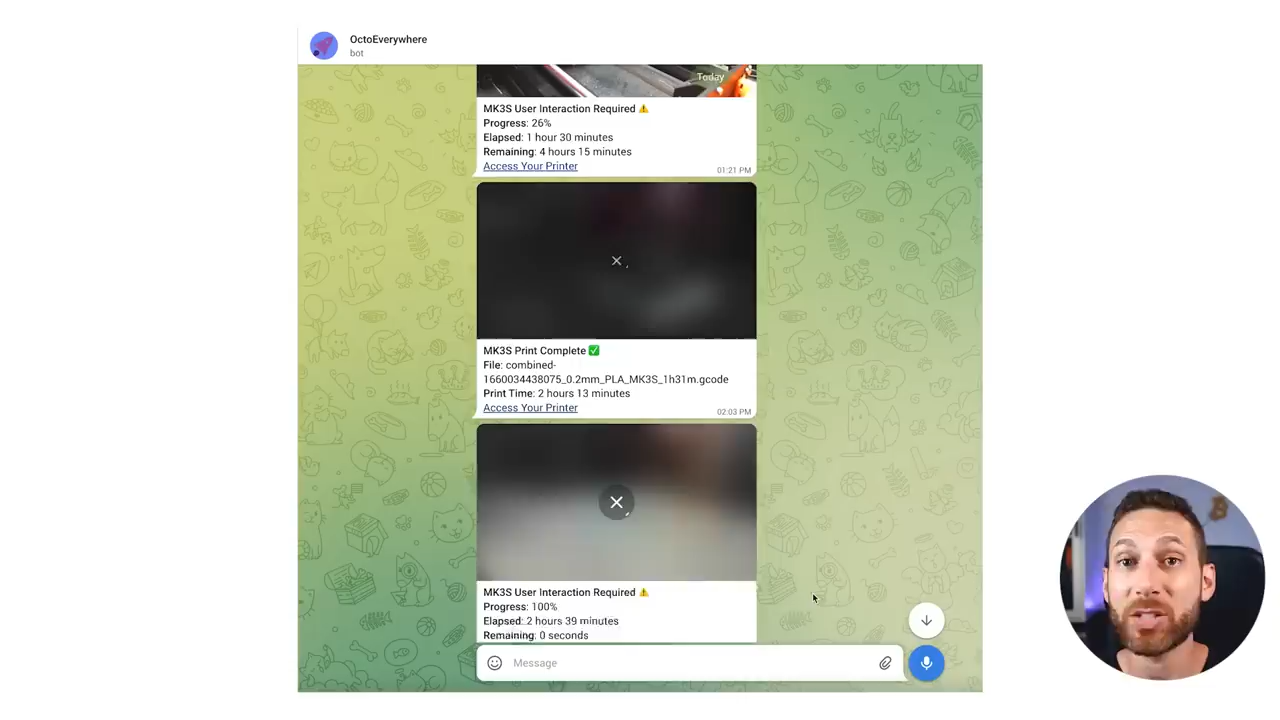 OctoEverywhere
bot
Today
MK3S User Interaction Required ⚠️
Progress: 26%
Elapsed: 1 hour 30 minutes
Remaining: 4 hours 15 minutes
Access Your Printer
01:21 PM
MK3S Print Complete ✅
File: combined-
1660034438075_0.2mm_PLA_MK3S_1h31m.gcode
Print Time: 2 hours 13 minutes
Access Your Printer
02:03 PM
MK3S User Interaction Required ⚠️
Progress: 100%
Elapsed: 2 hours 39 minutes
Remaining: 0 seconds
Message